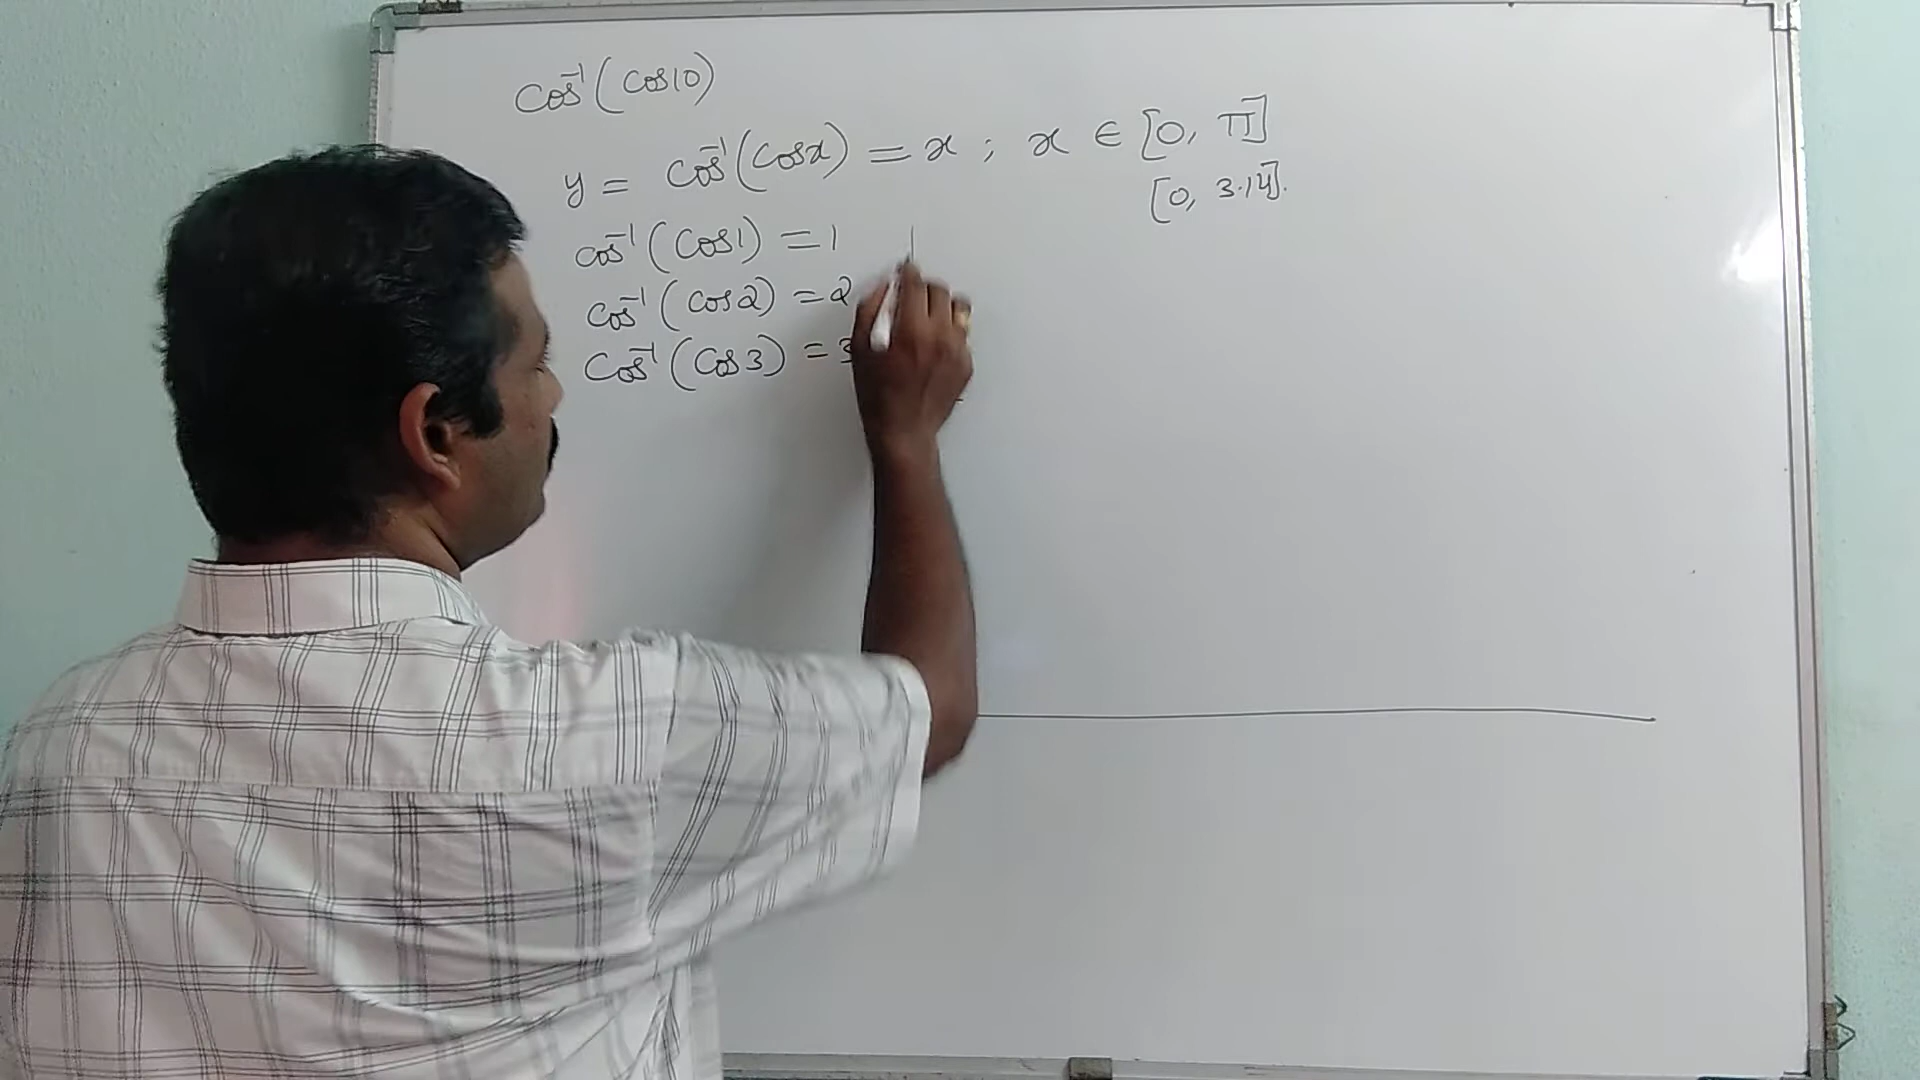 Cos⁻¹(Cos10)
y = Cos⁻¹(Cosx) = x ; x ∈ [0, π]
[0, 3.14].
Cos⁻¹(Cos1) = 1
Cos⁻¹(Cos2) = 2
Cos⁻¹(Cos3) = 3